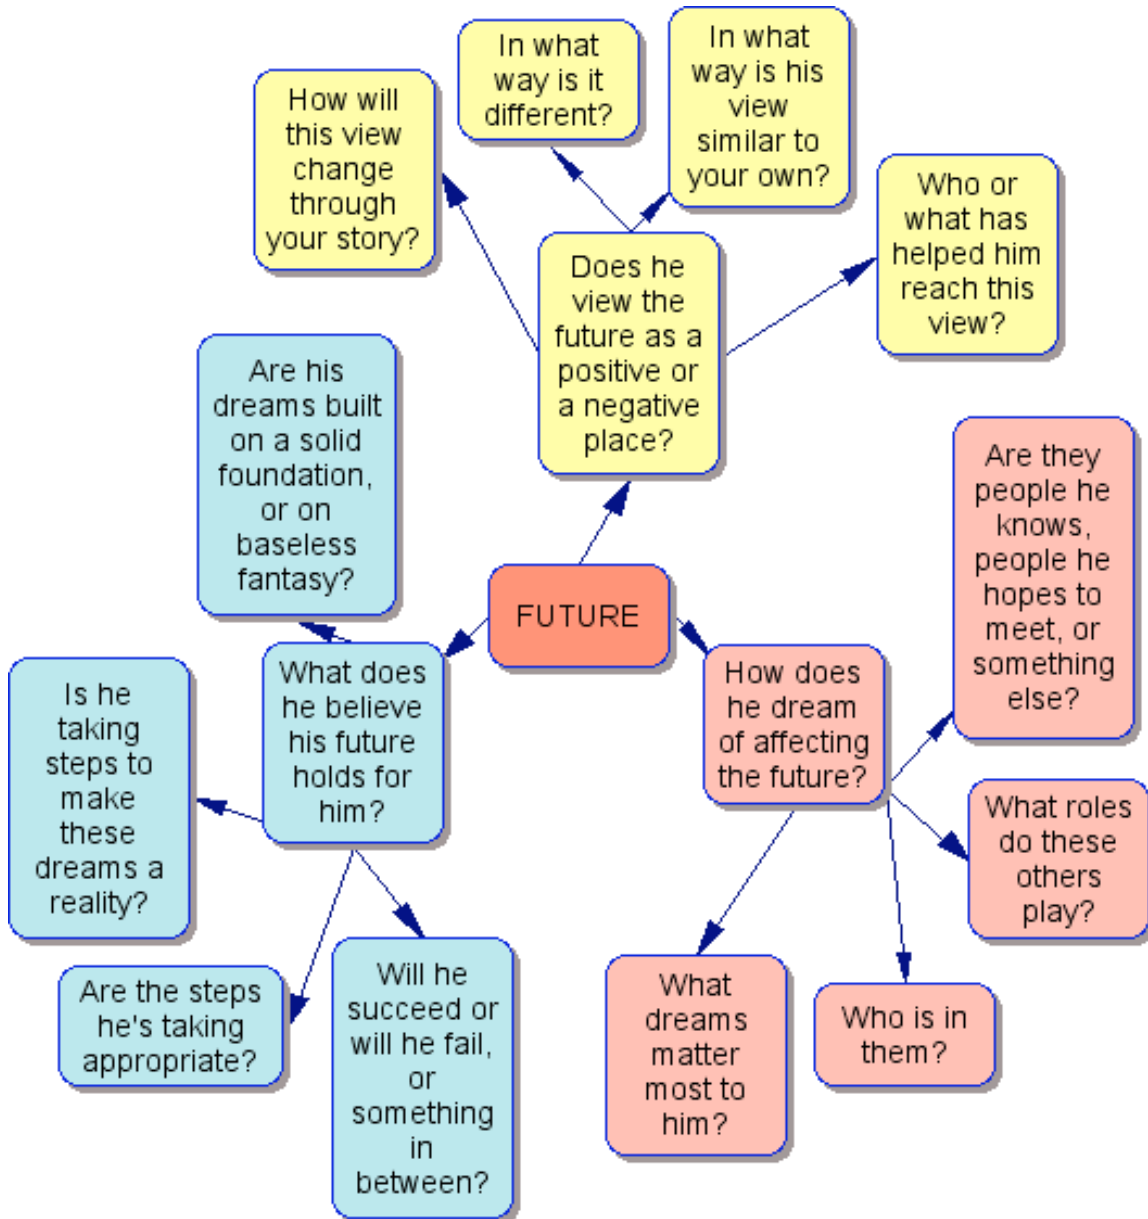 In what
way is it
different?
In what
way is his
view
similar to
your own?
How will
this view
change
through
your story?
Who or
what has
helped him
reach this
view?
Does he
view the
future as a
positive or
a negative
place?
Are his
dreams built
on a solid
foundation,
or on
baseless
fantasy?
Are they
people he
knows,
people he
hopes to
meet, or
something
else?
FUTURE
What does
he believe
his future
holds for
him?
How does
he dream
of affecting
the future?
Is he
taking
steps to
make
these
dreams a
reality?
What roles
do these
others
play?
Are the steps
he's taking
appropriate?
Will he
succeed or
will he fail,
or
something
in
between?
What
dreams
matter
most to
him?
Who is in
them?